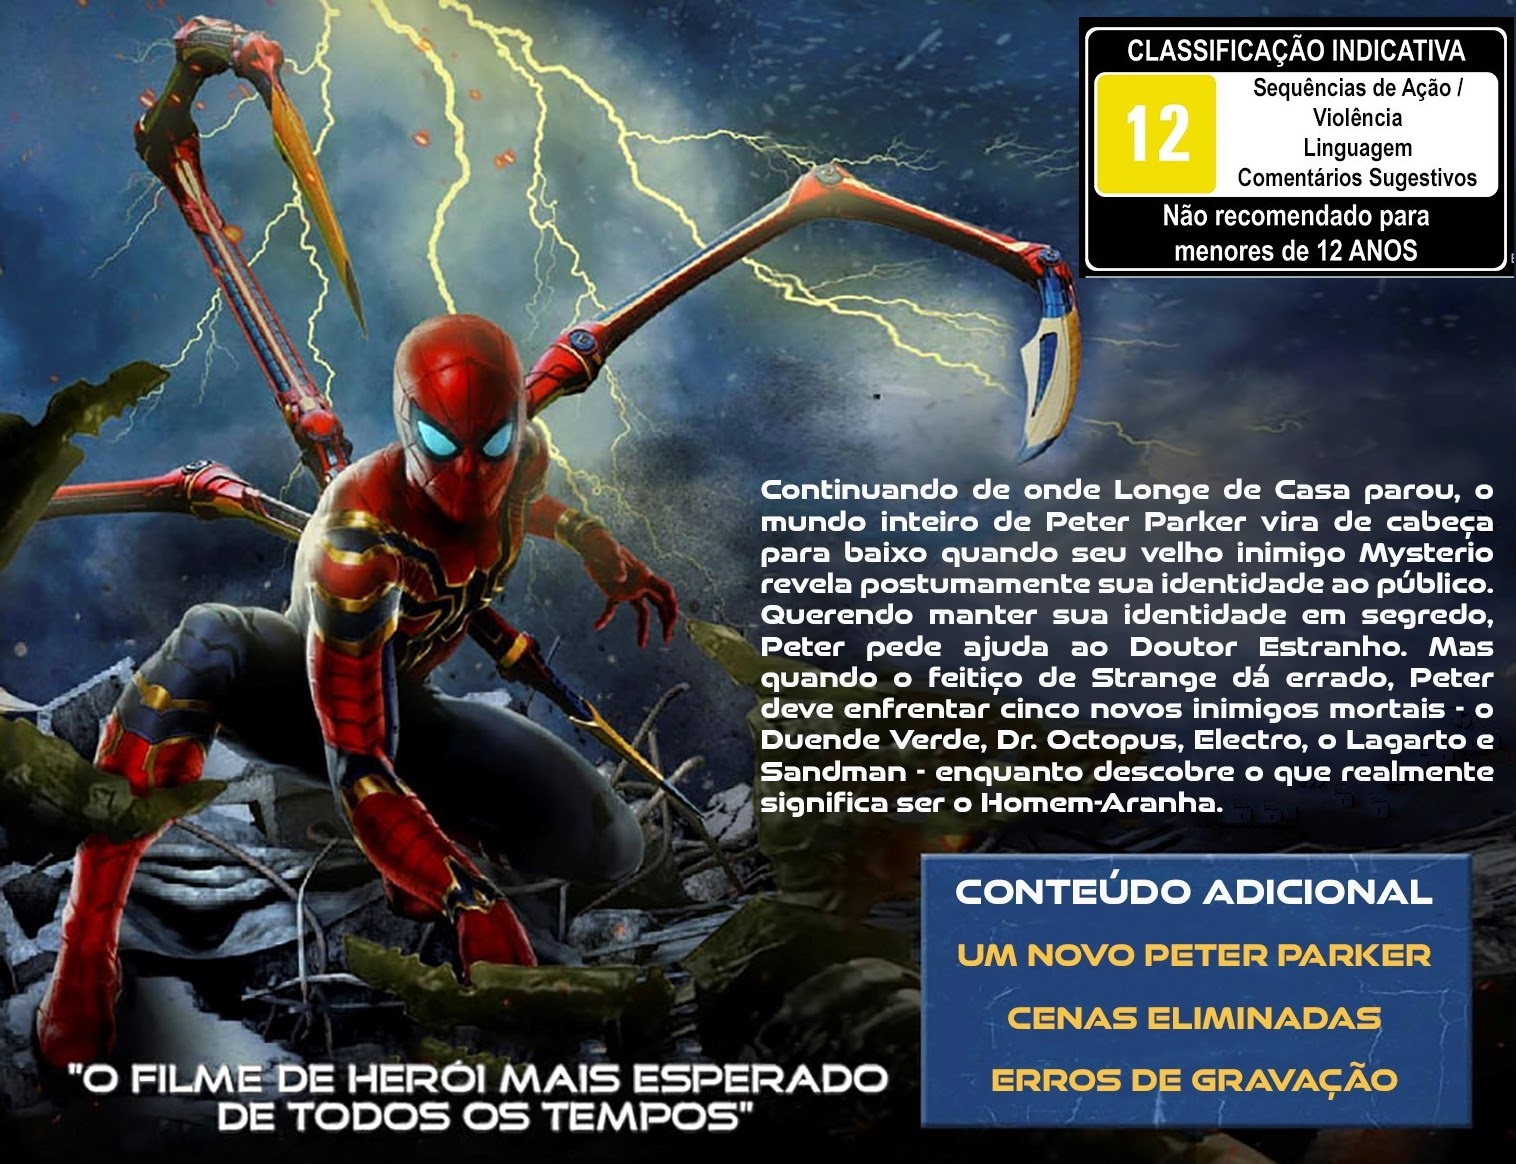 CLASSIFICAÇÃO INDICATIVA
12
Sequências de Ação /
Violência
Linguagem
Comentários Sugestivos
Não recomendado para
menores de 12 ANOS
Continuando de onde Longe de Casa parou, o
mundo inteiro de Peter Parker vira de cabeça
para baixo quando seu velho inimigo Mysterio
revela postumamente sua identidade ao público.
Querendo manter sua identidade em segredo,
Peter pede ajuda ao Doutor Estranho. Mas
quando o feitiço de Strange dá errado, Peter
deve enfrentar cinco novos inimigos mortais - o
Duende Verde, Dr. Octopus, Electro, o Lagarto e
Sandman - enquanto descobre o que realmente
significa ser o Homem-Aranha.
CONTEÚDO ADICIONAL
UM NOVO PETER PARKER
CENAS ELIMINADAS
ERROS DE GRAVAÇÃO
"O FILME DE HERÓI MAIS ESPERADO
DE TODOS OS TEMPOS"